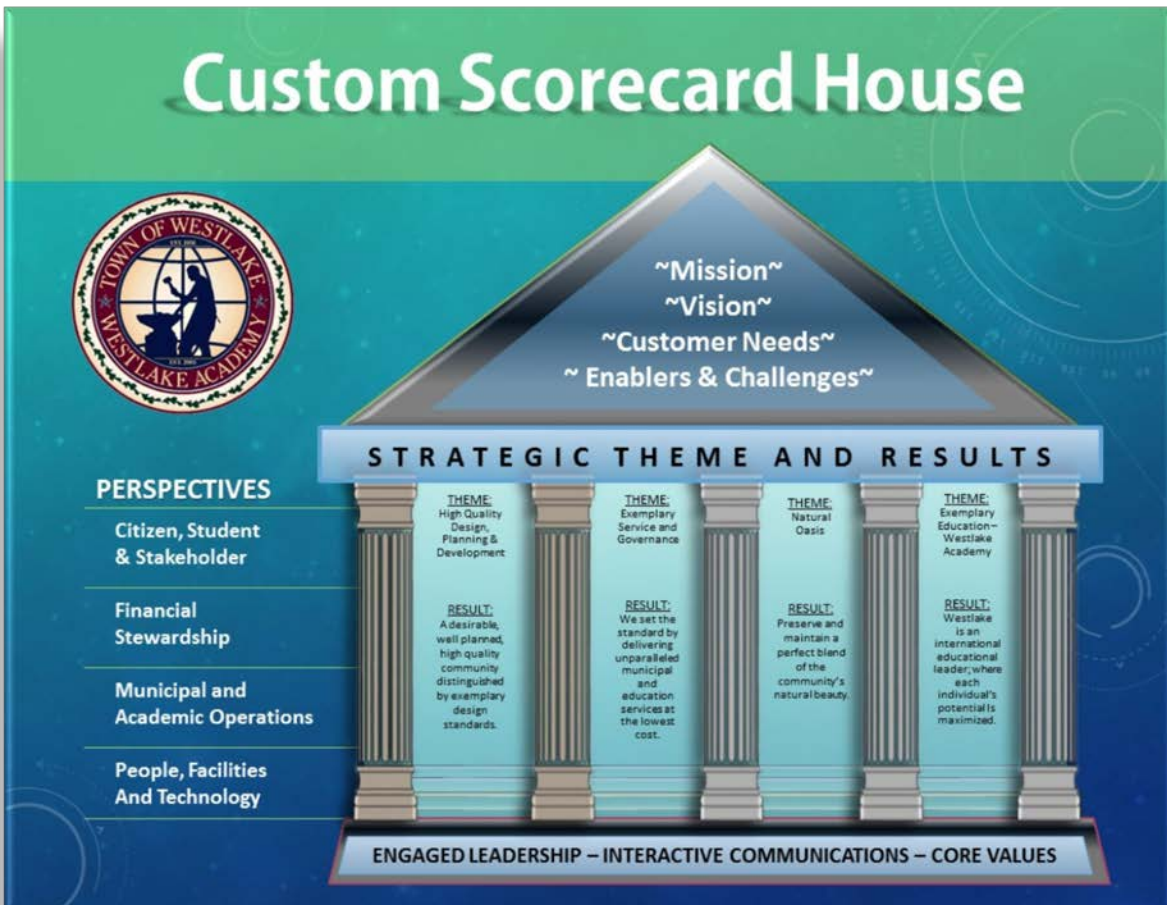 Custom Scorecard House
TOWN OF WESTLAKE
WESTLAKE ACADEMY
~Mission~
~Vision~
~Customer Needs~
~ Enablers & Challenges~
STRATEGIC THEME AND RESULTS
PERSPECTIVES
Citizen, Student
& Stakeholder
Financial
Stewardship
Municipal and
Academic Operations
People, Facilities
And Technology
THEME:
High Quality
Design,
Planning &
Development
RESULT:
A desirable,
well planned,
high quality
community
distinguished
by exemplary
design
standards.
THEME:
Exemplary
Service and
Governance
RESULT:
We set the
standard by
delivering
unparalleled
municipal
and
education
services at
the lowest
cost.
THEME:
Natural
Oasis
RESULT:
Preserve and
maintain a
perfect blend
of the
community's
natural beauty.
THEME:
Exemplary
Education–
Westlake
Academy
RESULT:
Westlake
is an
international
educational
leader; where
each
individual's
potential is
maximized.
ENGAGED LEADERSHIP – INTERACTIVE COMMUNICATIONS – CORE VALUES